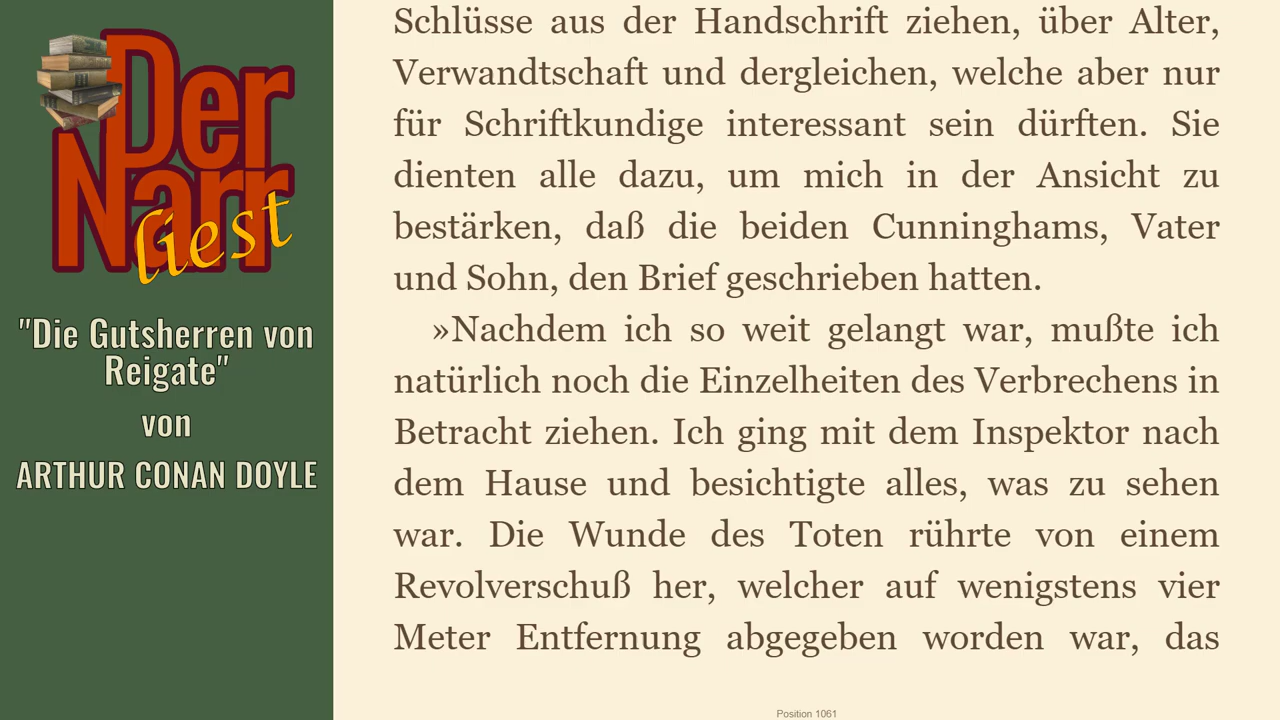 Der
Narr
liest
"Die Gutsherren von
Reigate"
von
ARTHUR CONAN DOYLE
Schlüsse aus der Handschrift ziehen, über Alter,
Verwandtschaft und dergleichen, welche aber nur
für Schriftkundige interessant sein dürften. Sie
dienten alle dazu, um mich in der Ansicht zu
bestärken, daß die beiden Cunninghams, Vater
und Sohn, den Brief geschrieben hatten.
»Nachdem ich so weit gelangt war, mußte ich
natürlich noch die Einzelheiten des Verbrechens in
Betracht ziehen. Ich ging mit dem Inspektor nach
dem Hause und besichtigte alles, was zu sehen
war. Die Wunde des Toten rührte von einem
Revolverschuß her, welcher auf wenigstens vier
Meter Entfernung abgegeben worden war, das
Position 1061